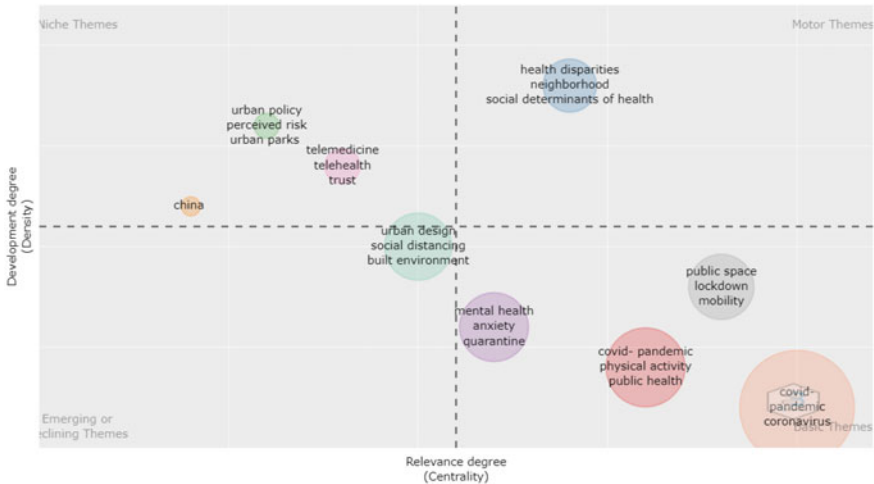 Niche Themes
Motor Themes
health disparities
neighborhood
social determinants of health
urban policy
perceived risk
urban parks
telemedicine
telehealth
trust
china
Development degree
(Density)
urban design
social distancing
built environment
public space
lockdown
mobility
mental health
anxiety
quarantine
covid- pandemic
physical activity
public health
covid-
pandemic
coronavirus
Emerging or
eclining Themes
Basic Themes
Relevance degree
(Centrality)